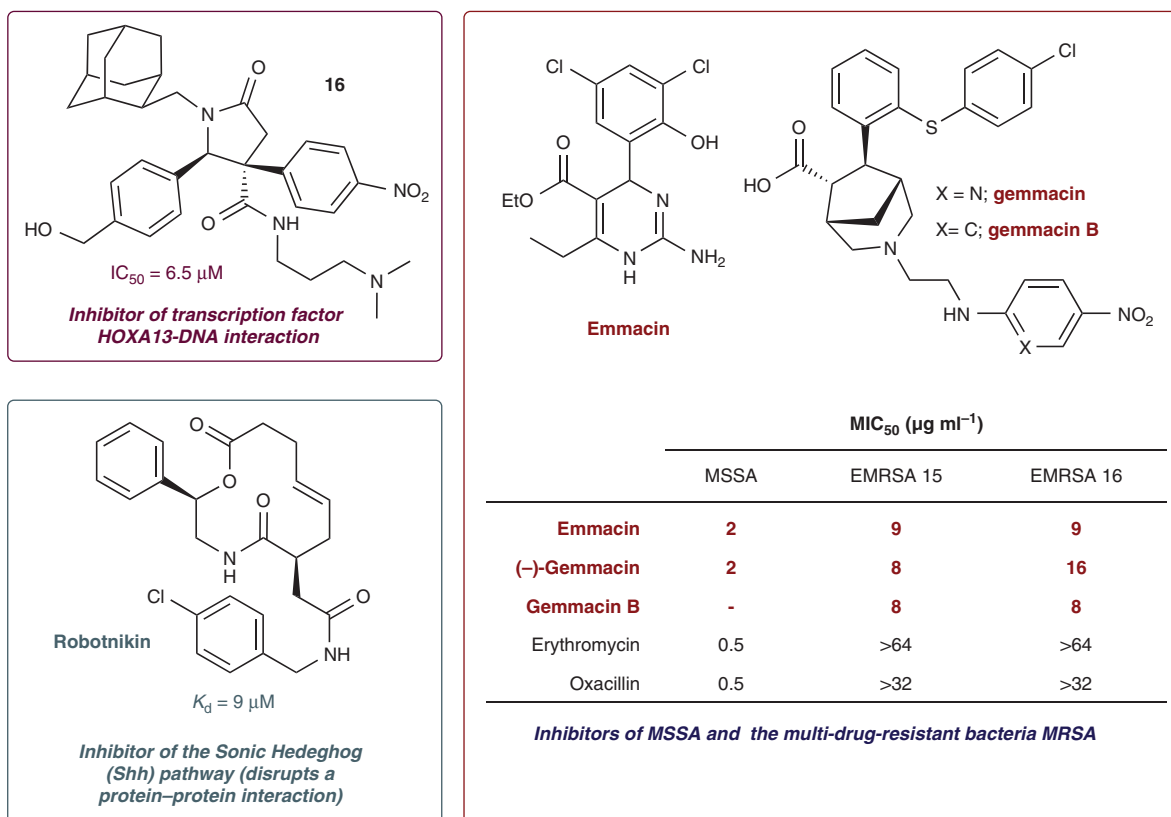 16
O
N
NO₂
O
NH
HO
N
IC₅₀ = 6.5 µM
Inhibitor of transcription factor
HOXA13-DNA interaction
O
O
O
N
H
O
Cl
NH
Robotnikin
K_d = 9 µM
Inhibitor of the Sonic Hedeghog
(Shh) pathway (disrupts a
protein–protein interaction)
Cl
Cl
OH
O
EtO
N
N
H
NH₂
Emmacin
Cl
S
O
HO
X = N; gemmacin
X= C; gemmacin B
N
HN
NO₂
X
MIC₅₀ (µg ml⁻¹)
MSSA EMRSA 15 EMRSA 16
Emmacin 2 9 9
(–)-Gemmacin 2 8 16
Gemmacin B - 8 8
Erythromycin 0.5 >64 >64
Oxacillin 0.5 >32 >32
Inhibitors of MSSA and the multi-drug-resistant bacteria MRSA